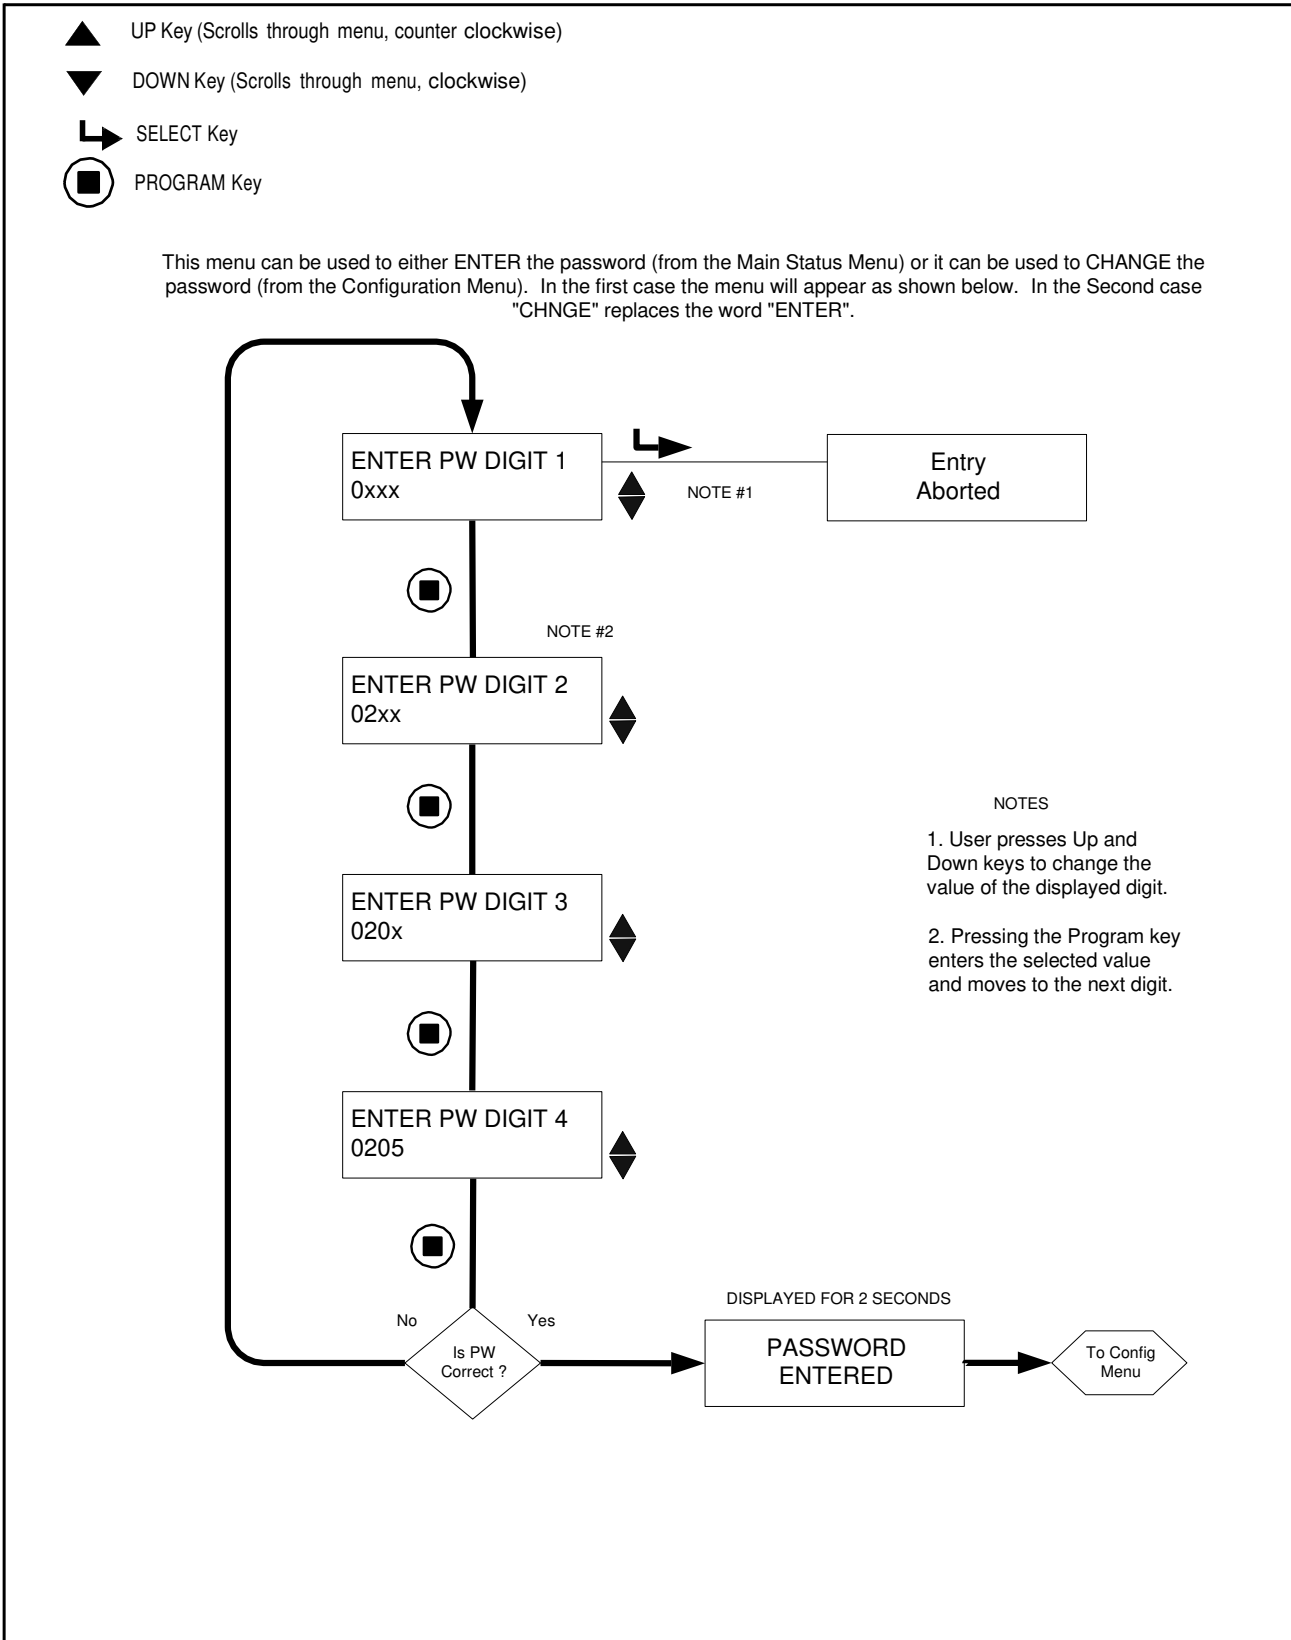 UP Key (Scrolls through menu, counter clockwise)
DOWN Key (Scrolls through menu, clockwise)
SELECT Key
PROGRAM Key
This menu can be used to either ENTER the password (from the Main Status Menu) or it can be used to CHANGE the
password (from the Configuration Menu). In the first case the menu will appear as shown below. In the Second case
"CHNGE" replaces the word "ENTER".
ENTER PW DIGIT 1
0xxx
NOTE #1
Entry
Aborted
NOTE #2
ENTER PW DIGIT 2
02xx
ENTER PW DIGIT 3
020x
NOTES
1. User presses Up and
Down keys to change the
value of the displayed digit.
2. Pressing the Program key
enters the selected value
and moves to the next digit.
ENTER PW DIGIT 4
0205
No
Yes
Is PW
Correct ?
DISPLAYED FOR 2 SECONDS
PASSWORD
ENTERED
To Config
Menu